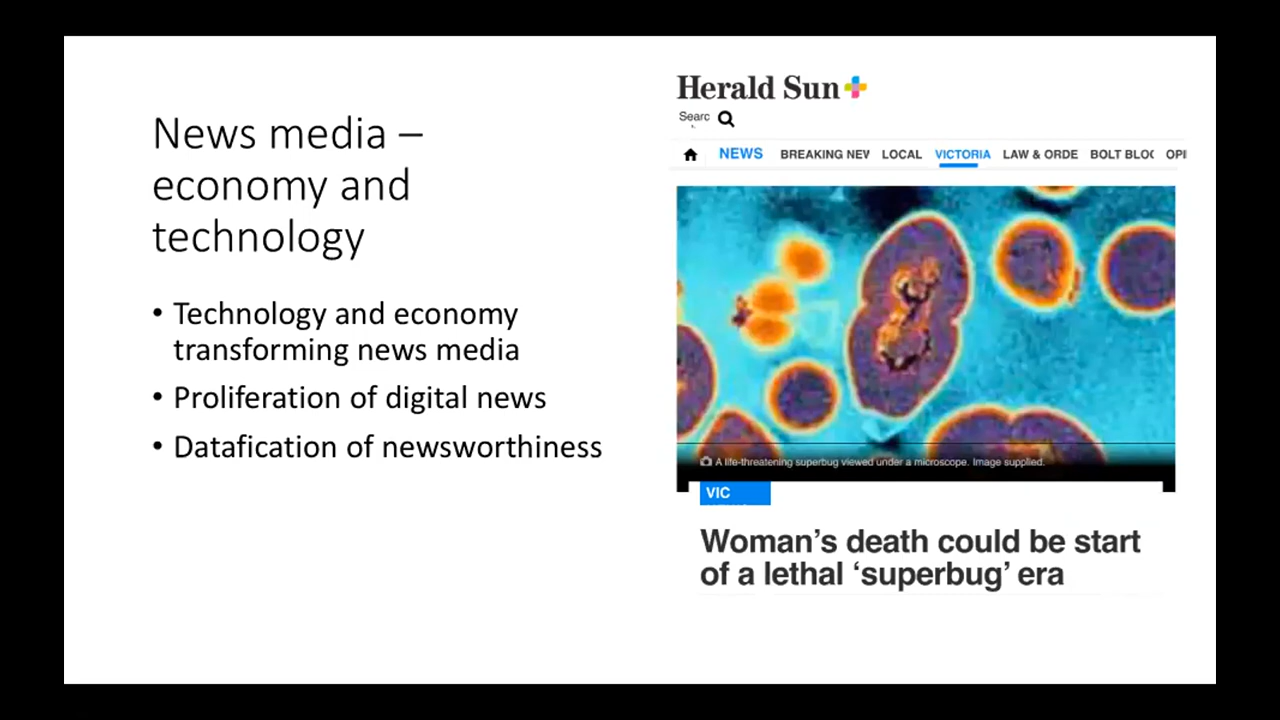 News media –
economy and
technology
• Technology and economy
transforming news media
• Proliferation of digital news
• Datafication of newsworthiness
Herald Sun
Searc
NEWS BREAKING NEV LOCAL VICTORIA LAW & ORDE BOLT BLOC OPI
A life-threatening superbug viewed under a microscope. Image supplied.
VIC
Woman's death could be start
of a lethal ‘superbug’ era